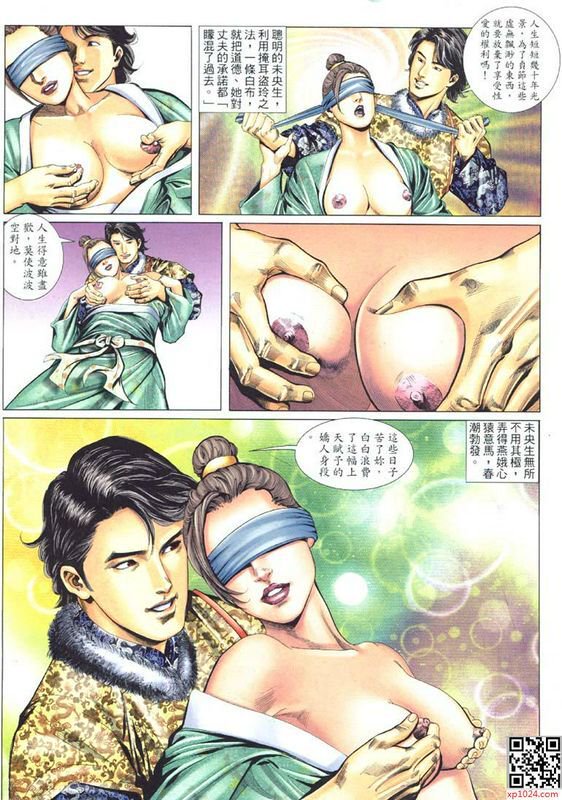 人生短短幾十年光
景，為了貞節這些
虛無飄渺的東西，
就要放棄了享受性
愛的權利嗎！
聰明的未央生，
利用掩耳盜玲之
法，一條白布，
就把道德、她對
丈夫的承諾都「
矇混了過去。」
人生得意雖盡
歡，莫使波波
空對地。
未央生無所
不用其極，
弄得燕娥心
猿意馬，春
潮勃發。
這些日子
苦了妳，
白白浪費
了這幅上
天賦予的
嬌人身段
。
xp1024.com